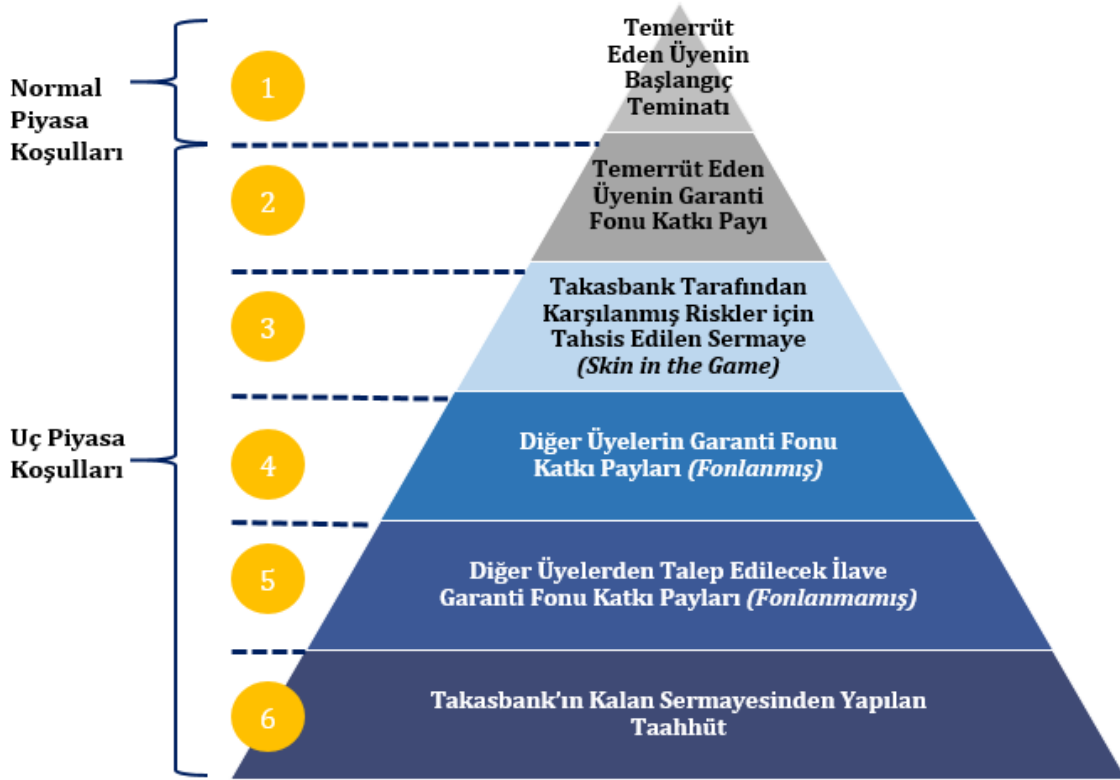 Normal
Piyasa
Koşulları
Uç Piyasa
Koşulları
1
Temerrüt
Eden Üyenin
Başlangıç
Teminatı
2
Temerrüt Eden
Üyenin Garanti
Fonu Katkı Payı
3
Takasbank Tarafından
Karşılanmış Riskler için
Tahsis Edilen Sermaye
(Skin in the Game)
4
Diğer Üyelerin Garanti Fonu
Katkı Payları (Fonlanmış)
5
Diğer Üyelerden Talep Edilecek İlave
Garanti Fonu Katkı Payları (Fonlanmamış)
6
Takasbank’ın Kalan Sermayesinden Yapılan
Taahhüt